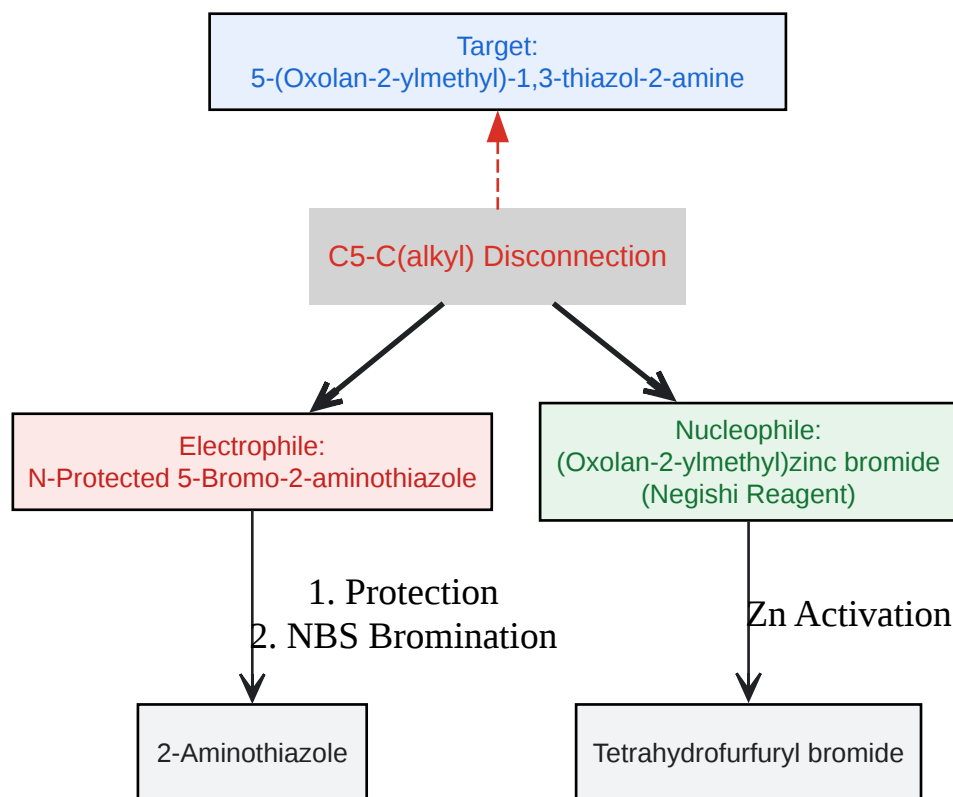 Target:
5-(Oxolan-2-ylmethyl)-1,3-thiazol-2-amine
C5-C(alkyl) Disconnection
Electrophile:
N-Protected 5-Bromo-2-aminothiazole
Nucleophile:
(Oxolan-2-ylmethyl)zinc bromide
(Negishi Reagent)
1. Protection
2. NBS Bromination
Zn Activation
2-Aminothiazole
Tetrahydrofurfuryl bromide